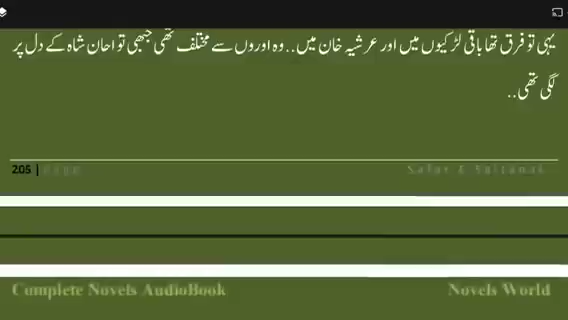 یہی تو فرق تھا باقی لڑکیوں میں اور عرشیہ خان میں.. وہ اوروں سے مختلف تھی جبھی تو احان شاہ کے دل پر
لگی تھی..
205 | Page
Complete Novels AudioBook
Novels World